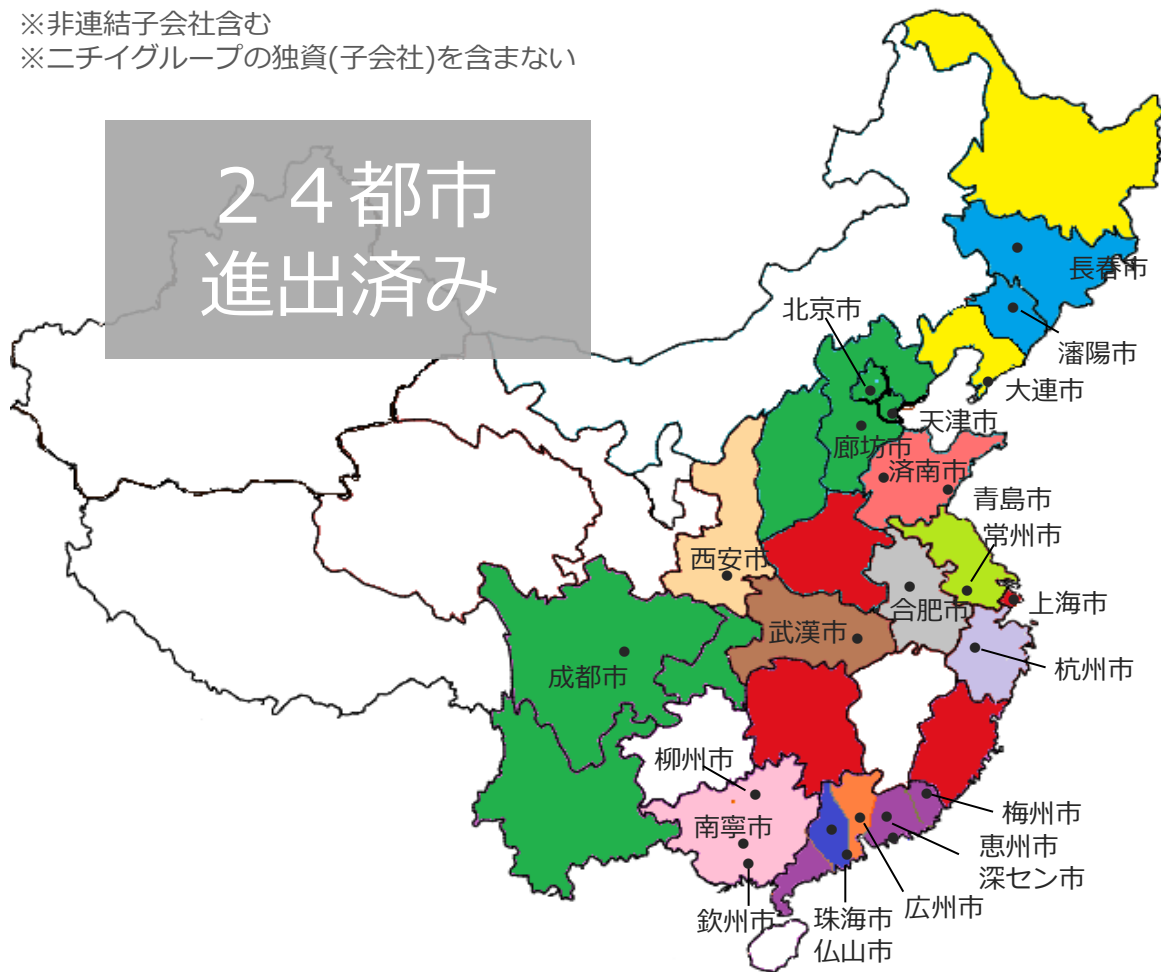 ※非連結子会社含む
※ニチイグループの独資(子会社)を含まない
２４都市
進出済み
長春市
北京市
瀋陽市
大連市
天津市
廊坊市
済南市
青島市
常州市
西安市
合肥市
上海市
武漢市
杭州市
成都市
柳州市
梅州市
南寧市
恵州市
深セン市
広州市
欽州市
珠海市
仏山市